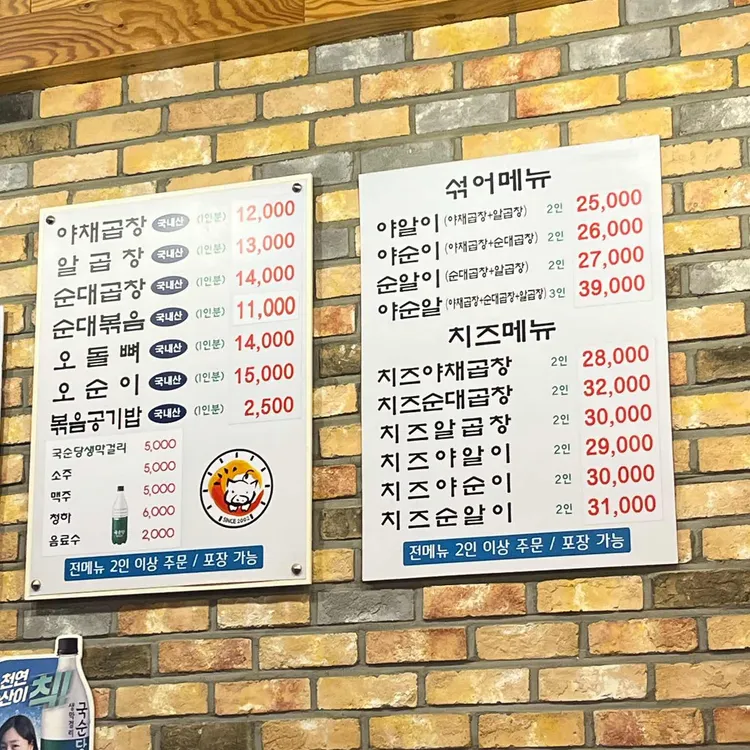 야채곱창 국내산 (1인분) 12,000
알곱창 국내산 (1인분) 13,000
순대곱창 국내산 (1인분) 14,000
순대볶음 국내산 (1인분) 11,000
오돌뼈 국내산 (1인분) 14,000
오순이 국내산 (1인분) 15,000
볶음공기밥 국내산 (1인분) 2,500
국순당생막걸리 5,000
소주 5,000
맥주 5,000
청하 6,000
음료수 2,000
SINCE 2002
전메뉴 2인 이상 주문 / 포장 가능
섞어메뉴
야알이 (야채곱창+알곱창) 2인 25,000
야순이 (야채곱창+순대곱창) 2인 26,000
순알이 (순대곱창+알곱창) 2인 27,000
야순알 (야채곱창+순대곱창+알곱창) 3인 39,000
치즈메뉴
치즈야채곱창 2인 28,000
치즈순대곱창 2인 32,000
치즈알곱창 2인 30,000
치즈야알이 2인 29,000
치즈야순이 2인 30,000
치즈순알이 2인 31,000
전메뉴 2인 이상 주문 / 포장 가능
천연